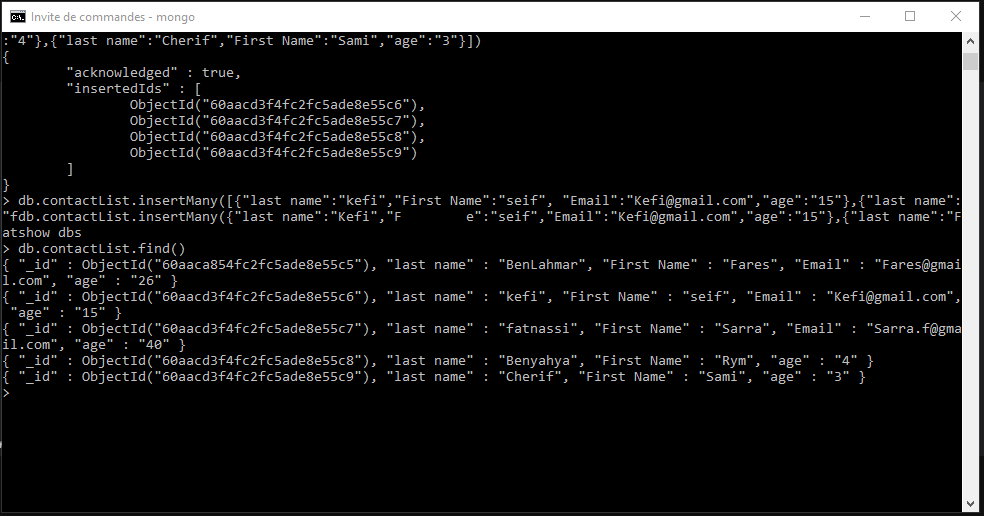 Invite de commandes - mongo
:"4"},{"last name":"Cherif","First Name":"Sami","age":"3"}])
{
        "acknowledged" : true,
        "insertedIds" : [
                ObjectId("60aacd3f4fc2fc5ade8e55c6"),
                ObjectId("60aacd3f4fc2fc5ade8e55c7"),
                ObjectId("60aacd3f4fc2fc5ade8e55c8"),
                ObjectId("60aacd3f4fc2fc5ade8e55c9")
        ]
}
> db.contactList.insertMany([{"last name":"kefi","First Name":"seif", "Email":"Kefi@gmail.com","age":"15"},{"last name":
"fdb.contactList.insertMany({"last name":"Kefi","F        e":"seif","Email":"Kefi@gmail.com","age":"15"},{"last name":"F
atshow dbs
> db.contactList.find()
{ "_id" : ObjectId("60aaca854fc2fc5ade8e55c5"), "last name" : "BenLahmar", "First Name" : "Fares", "Email" : "Fares@gmai
l.com", "age" : "26" }
{ "_id" : ObjectId("60aacd3f4fc2fc5ade8e55c6"), "last name" : "kefi", "First Name" : "seif", "Email" : "Kefi@gmail.com",
 "age" : "15" }
{ "_id" : ObjectId("60aacd3f4fc2fc5ade8e55c7"), "last name" : "fatnassi", "First Name" : "Sarra", "Email" : "Sarra.f@gma
il.com", "age" : "40" }
{ "_id" : ObjectId("60aacd3f4fc2fc5ade8e55c8"), "last name" : "Benyahya", "First Name" : "Rym", "age" : "4" }
{ "_id" : ObjectId("60aacd3f4fc2fc5ade8e55c9"), "last name" : "Cherif", "First Name" : "Sami", "age" : "3" }
>